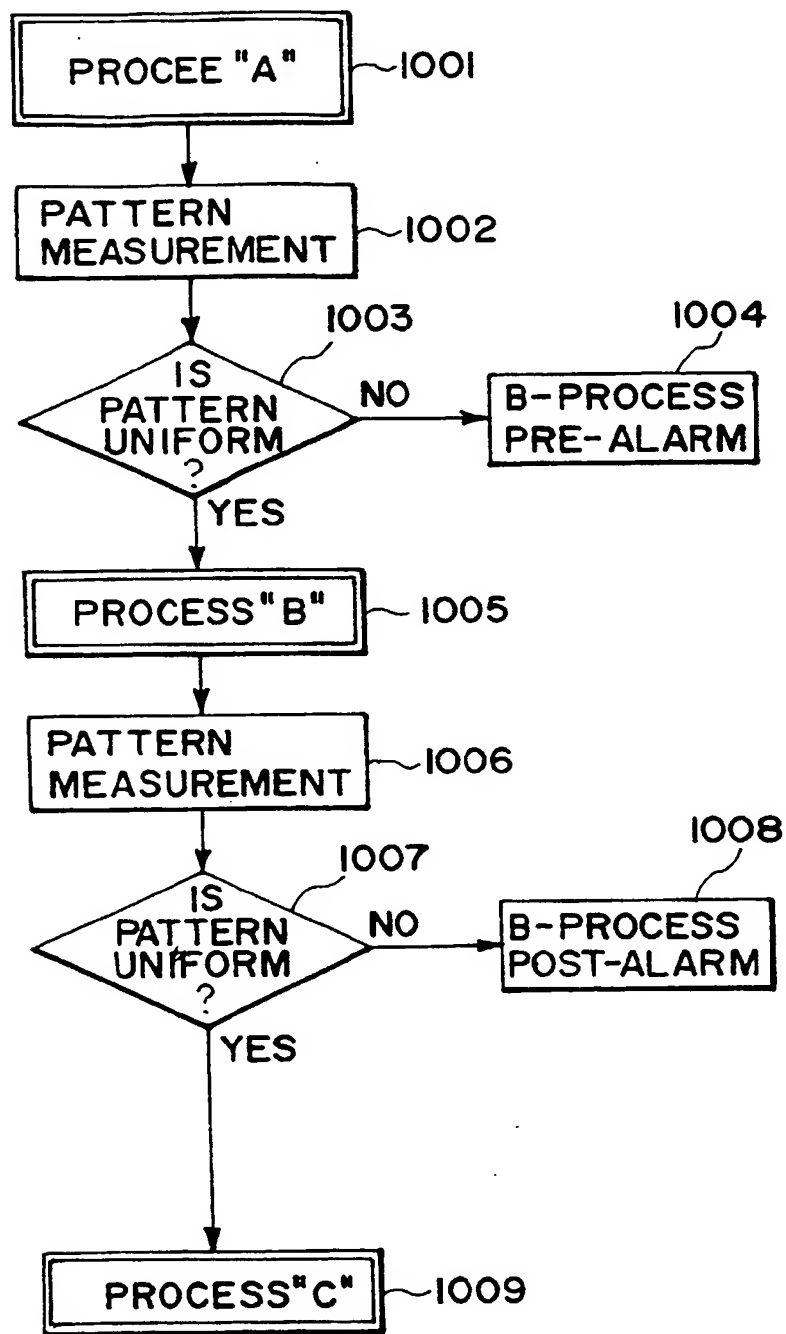 PROCEE "A"
1001
PATTERN
MEASUREMENT
1002
1003
IS
PATTERN
UNIFORM
?
NO
1004
B-PROCESS
PRE-ALARM
YES
PROCESS "B"
1005
PATTERN
MEASUREMENT
1006
1007
IS
PATTERN
UNIFORM
?
NO
1008
B-PROCESS
POST-ALARM
YES
PROCESS "C"
1009